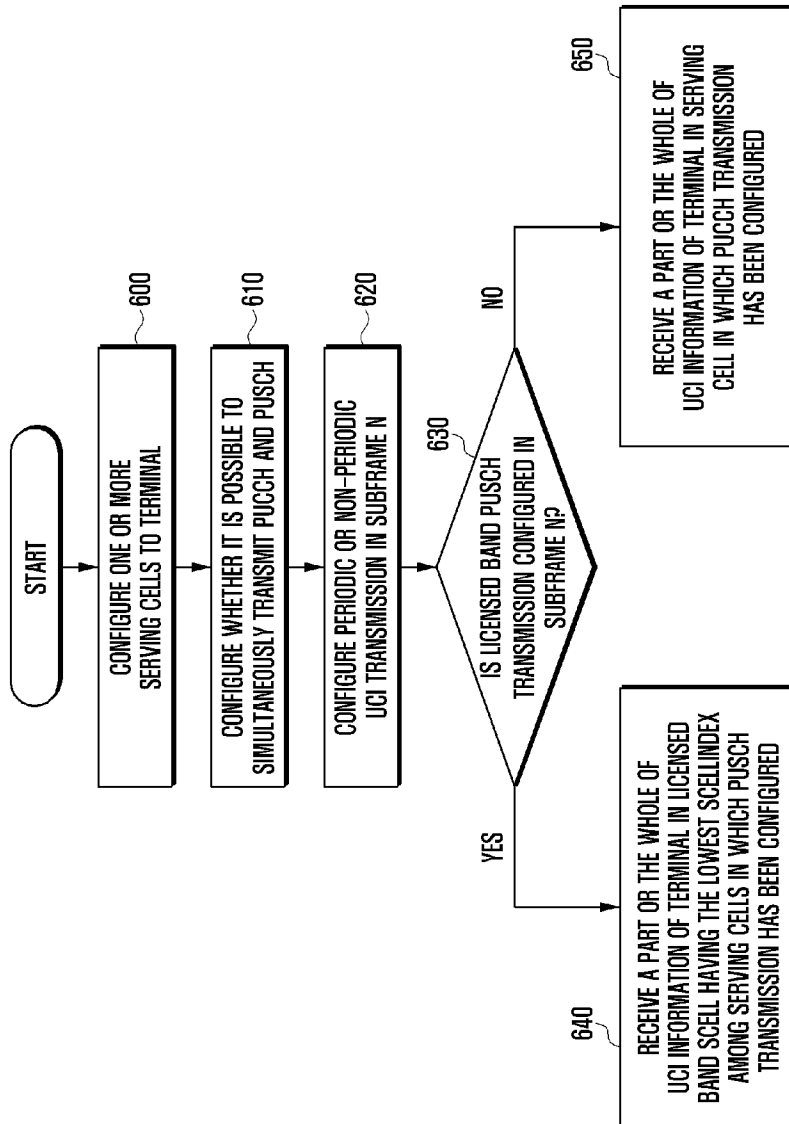 START
600
CONFIGURE ONE OR MORE
SERVING CELLS TO TERMINAL
610
CONFIGURE WHETHER IT IS POSSIBLE TO
SIMULTANEOUSLY TRANSMIT PUCCH AND PUSCH
620
CONFIGURE PERIODIC OR NON-PERIODIC
UCI TRANSMISSION IN SUBFRAME N
630
IS LICENSED BAND PUSCH
TRANSMISSION CONFIGURED IN
SUBFRAME N?
YES
NO
640
RECEIVE A PART OR THE WHOLE OF
UCI INFORMATION OF TERMINAL IN LICENSED
BAND SCELL HAVING THE LOWEST SCELLINDEX
AMONG SERVING CELLS IN WHICH PUSCH
TRANSMISSION HAS BEEN CONFIGURED
650
RECEIVE A PART OR THE WHOLE OF
UCI INFORMATION OF TERMINAL IN SERVING
CELL IN WHICH PUCCH TRANSMISSION
HAS BEEN CONFIGURED